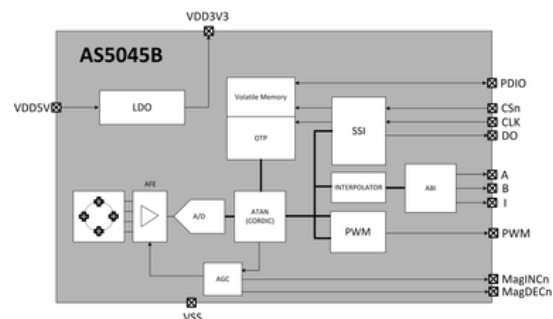 VDD3V3
AS5045B
VDD5V
LDO
Volatile Memory
OTP
PDIO
CSn
CLK
DO
SSI
AFE
A/D
ATAN
(CORDIC)
INTERPOLATOR
ABI
A
B
I
PWM
PWM
AGC
MagINCn
MagDECn
VSS